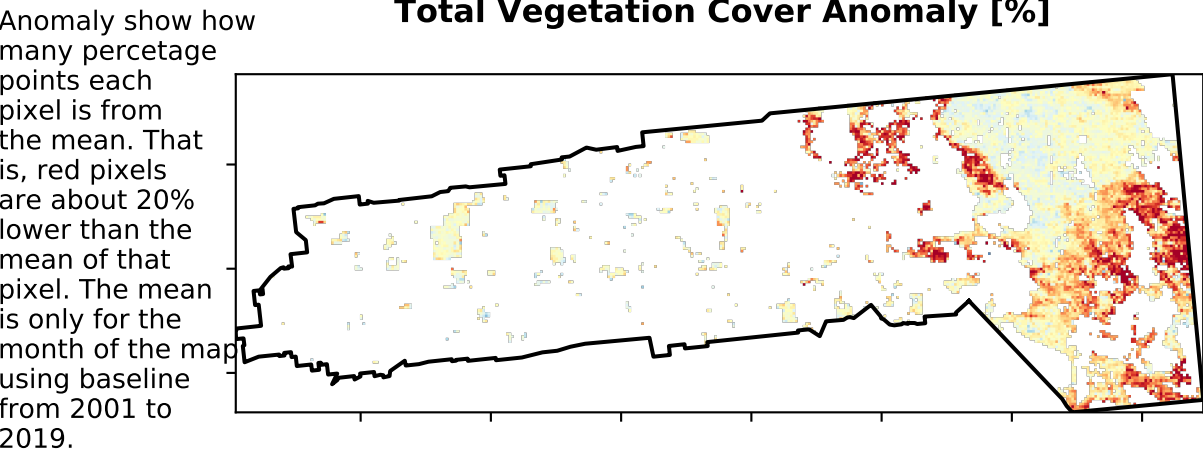 Total Vegetation Cover Anomaly [%]
Anomaly show how
many percetage
points each
pixel is from
the mean. That
is, red pixels
are about 20%
lower than the
mean of that
pixel. The mean
is only for the
month of the map
using baseline
from 2001 to
2019.